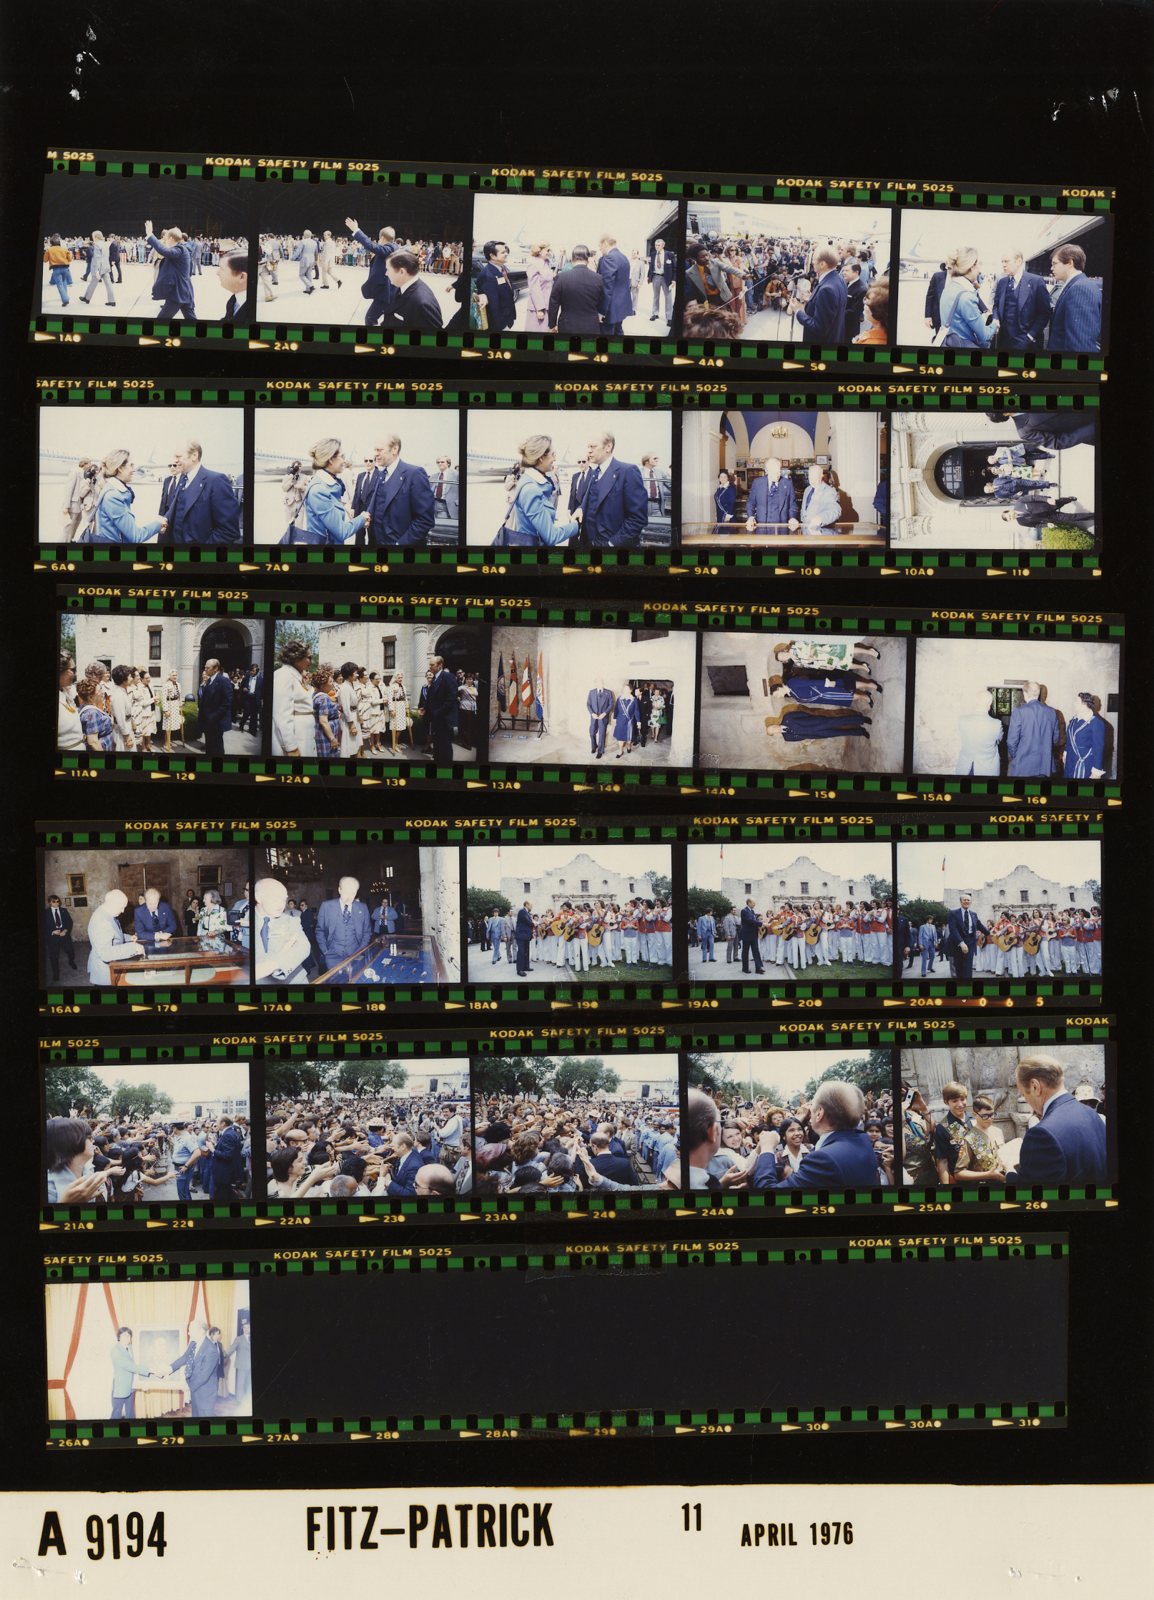 M 5025 KODAK SAFETY FILM 5025 KODAK SAFETY FILM 5025 KODAK SAFETY FILM 5025 KODAK S
1A 2 2A 3 3A 4 4A 5 5A 6
SAFETY FILM 5025 KODAK SAFETY FILM 5025 KODAK SAFETY FILM 5025 KODAK SAFETY FILM 5025
6A 7 7A 8 8A 9 9A 10 10A 11
KODAK SAFETY FILM 5025 KODAK SAFETY FILM 5025 KODAK SAFETY FILM 5025 KODAK SAFETY FILM 5025
11A 12 12A 13 13A 14 14A 15 15A 16
KODAK SAFETY FILM 5025 KODAK SAFETY FILM 5025 KODAK SAFETY FILM 5025 KODAK SAFETY F
16A 17 17A 18 18A 19 19A 20 20A 0 6 5
ILM 5025 KODAK SAFETY FILM 5025 KODAK SAFETY FILM 5025 KODAK SAFETY FILM 5025 KODAK
21A 22 22A 23 23A 24 24A 25 25A 26
SAFETY FILM 5025 KODAK SAFETY FILM 5025 KODAK SAFETY FILM 5025 KODAK SAFETY FILM 5025
26A 27 27A 28 28A 29 29A 30 30A 31
A 9194 FITZ-PATRICK 11 APRIL 1976